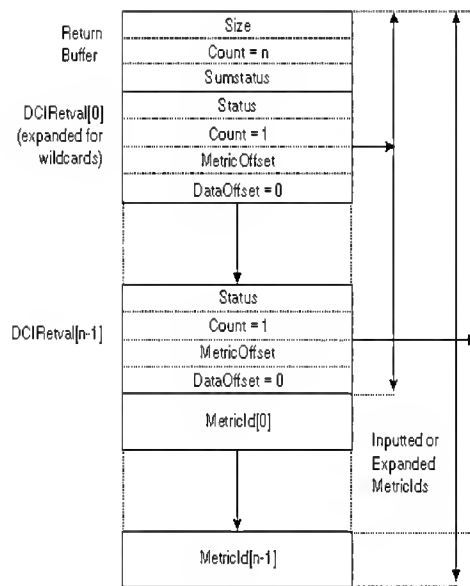 Return
Buffer
Size
Count = n
Sumstatus
DCIRetval[0]
(expanded for
wildcards)
Status
Count = 1
MetricOffset
DataOffset = 0
DCIRetval[n-1]
Status
Count = 1
MetricOffset
DataOffset = 0
MetricId[0]
Inputted or
Expanded
MetricIds
MetricId[n-1]